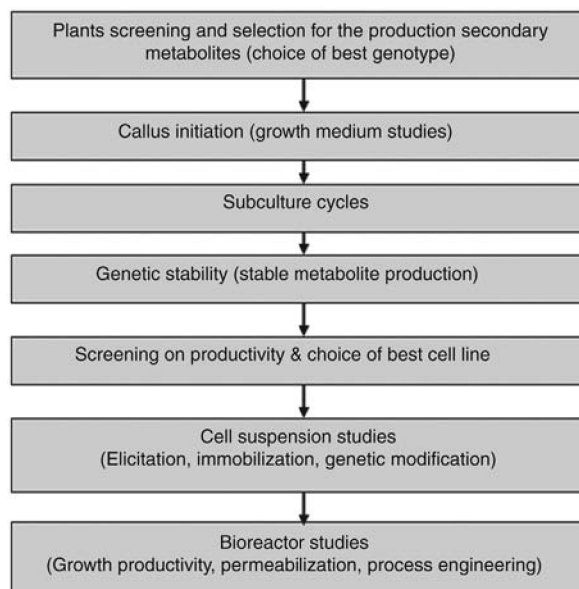 Plants screening and selection for the production secondary
metabolites (choice of best genotype)
Callus initiation (growth medium studies)
Subculture cycles
Genetic stability (stable metabolite production)
Screening on productivity & choice of best cell line
Cell suspension studies
(Elicitation, immobilization, genetic modification)
Bioreactor studies
(Growth productivity, permeabilization, process engineering)